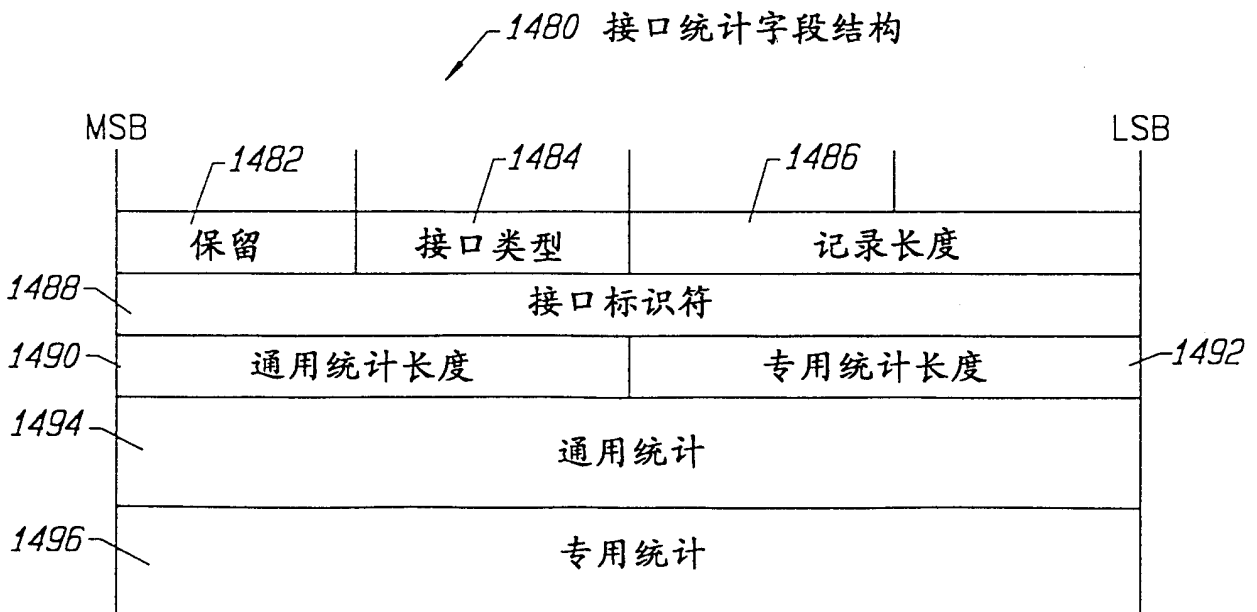 1480 接口统计字段结构
MSB LSB
1482 1484 1486
保留 接口类型 记录长度
1488 接口标识符
1490 通用统计长度 专用统计长度 1492
1494 通用统计
1496 专用统计